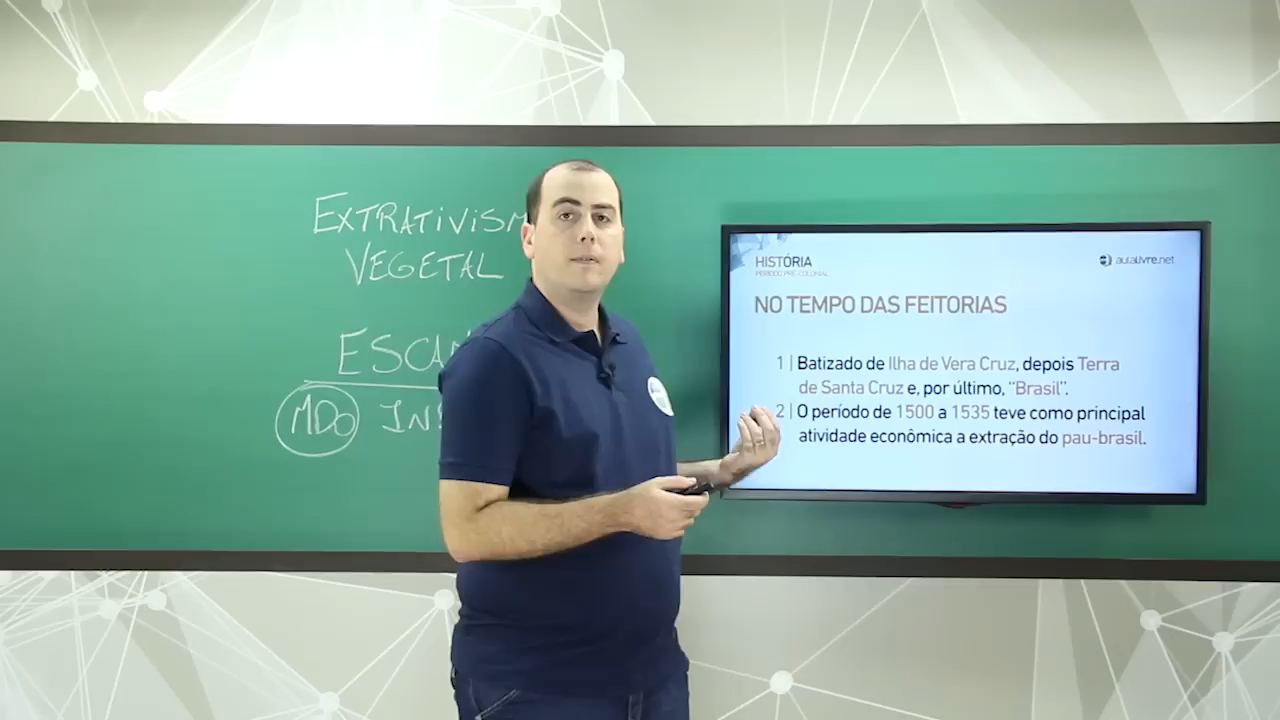 EXTRATIVISM
VEGETAL
ESCA
MDO
HISTÓRIA
PERÍODO PRÉ-COLONIAL
aulalivre.net
NO TEMPO DAS FEITORIAS
1 | Batizado de Ilha de Vera Cruz, depois Terra
de Santa Cruz e, por último, “Brasil”.
2 | O período de 1500 a 1535 teve como principal
atividade econômica a extração do pau-brasil.